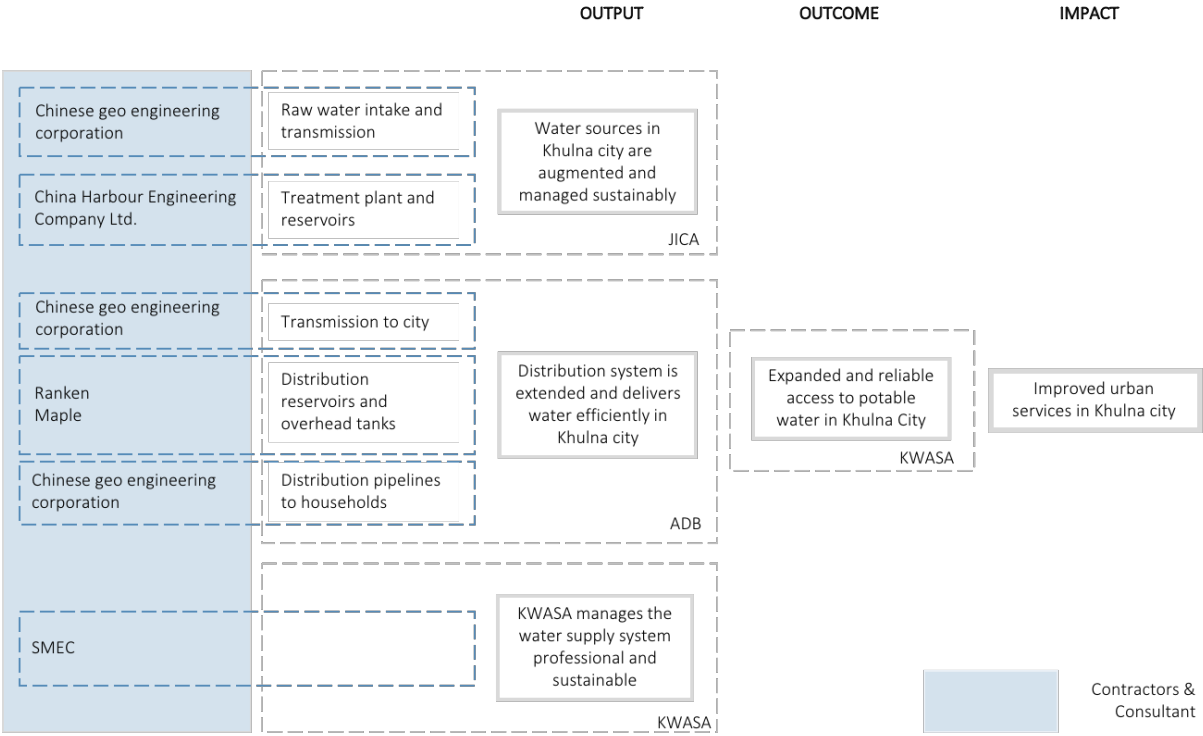 OUTPUT
OUTCOME
IMPACT
Chinese geo engineering
corporation
Raw water intake and
transmission
China Harbour Engineering
Company Ltd.
Treatment plant and
reservoirs
Water sources in
Khulna city are
augmented and
managed sustainably
JICA
Chinese geo engineering
corporation
Transmission to city
Ranken
Maple
Distribution
reservoirs and
overhead tanks
Chinese geo engineering
corporation
Distribution pipelines
to households
Distribution system is
extended and delivers
water efficiently in
Khulna city
ADB
Expanded and reliable
access to potable
water in Khulna City
KWASA
Improved urban
services in Khulna city
SMEC
KWASA manages the
water supply system
professional and
sustainable
KWASA
Contractors &
Consultant